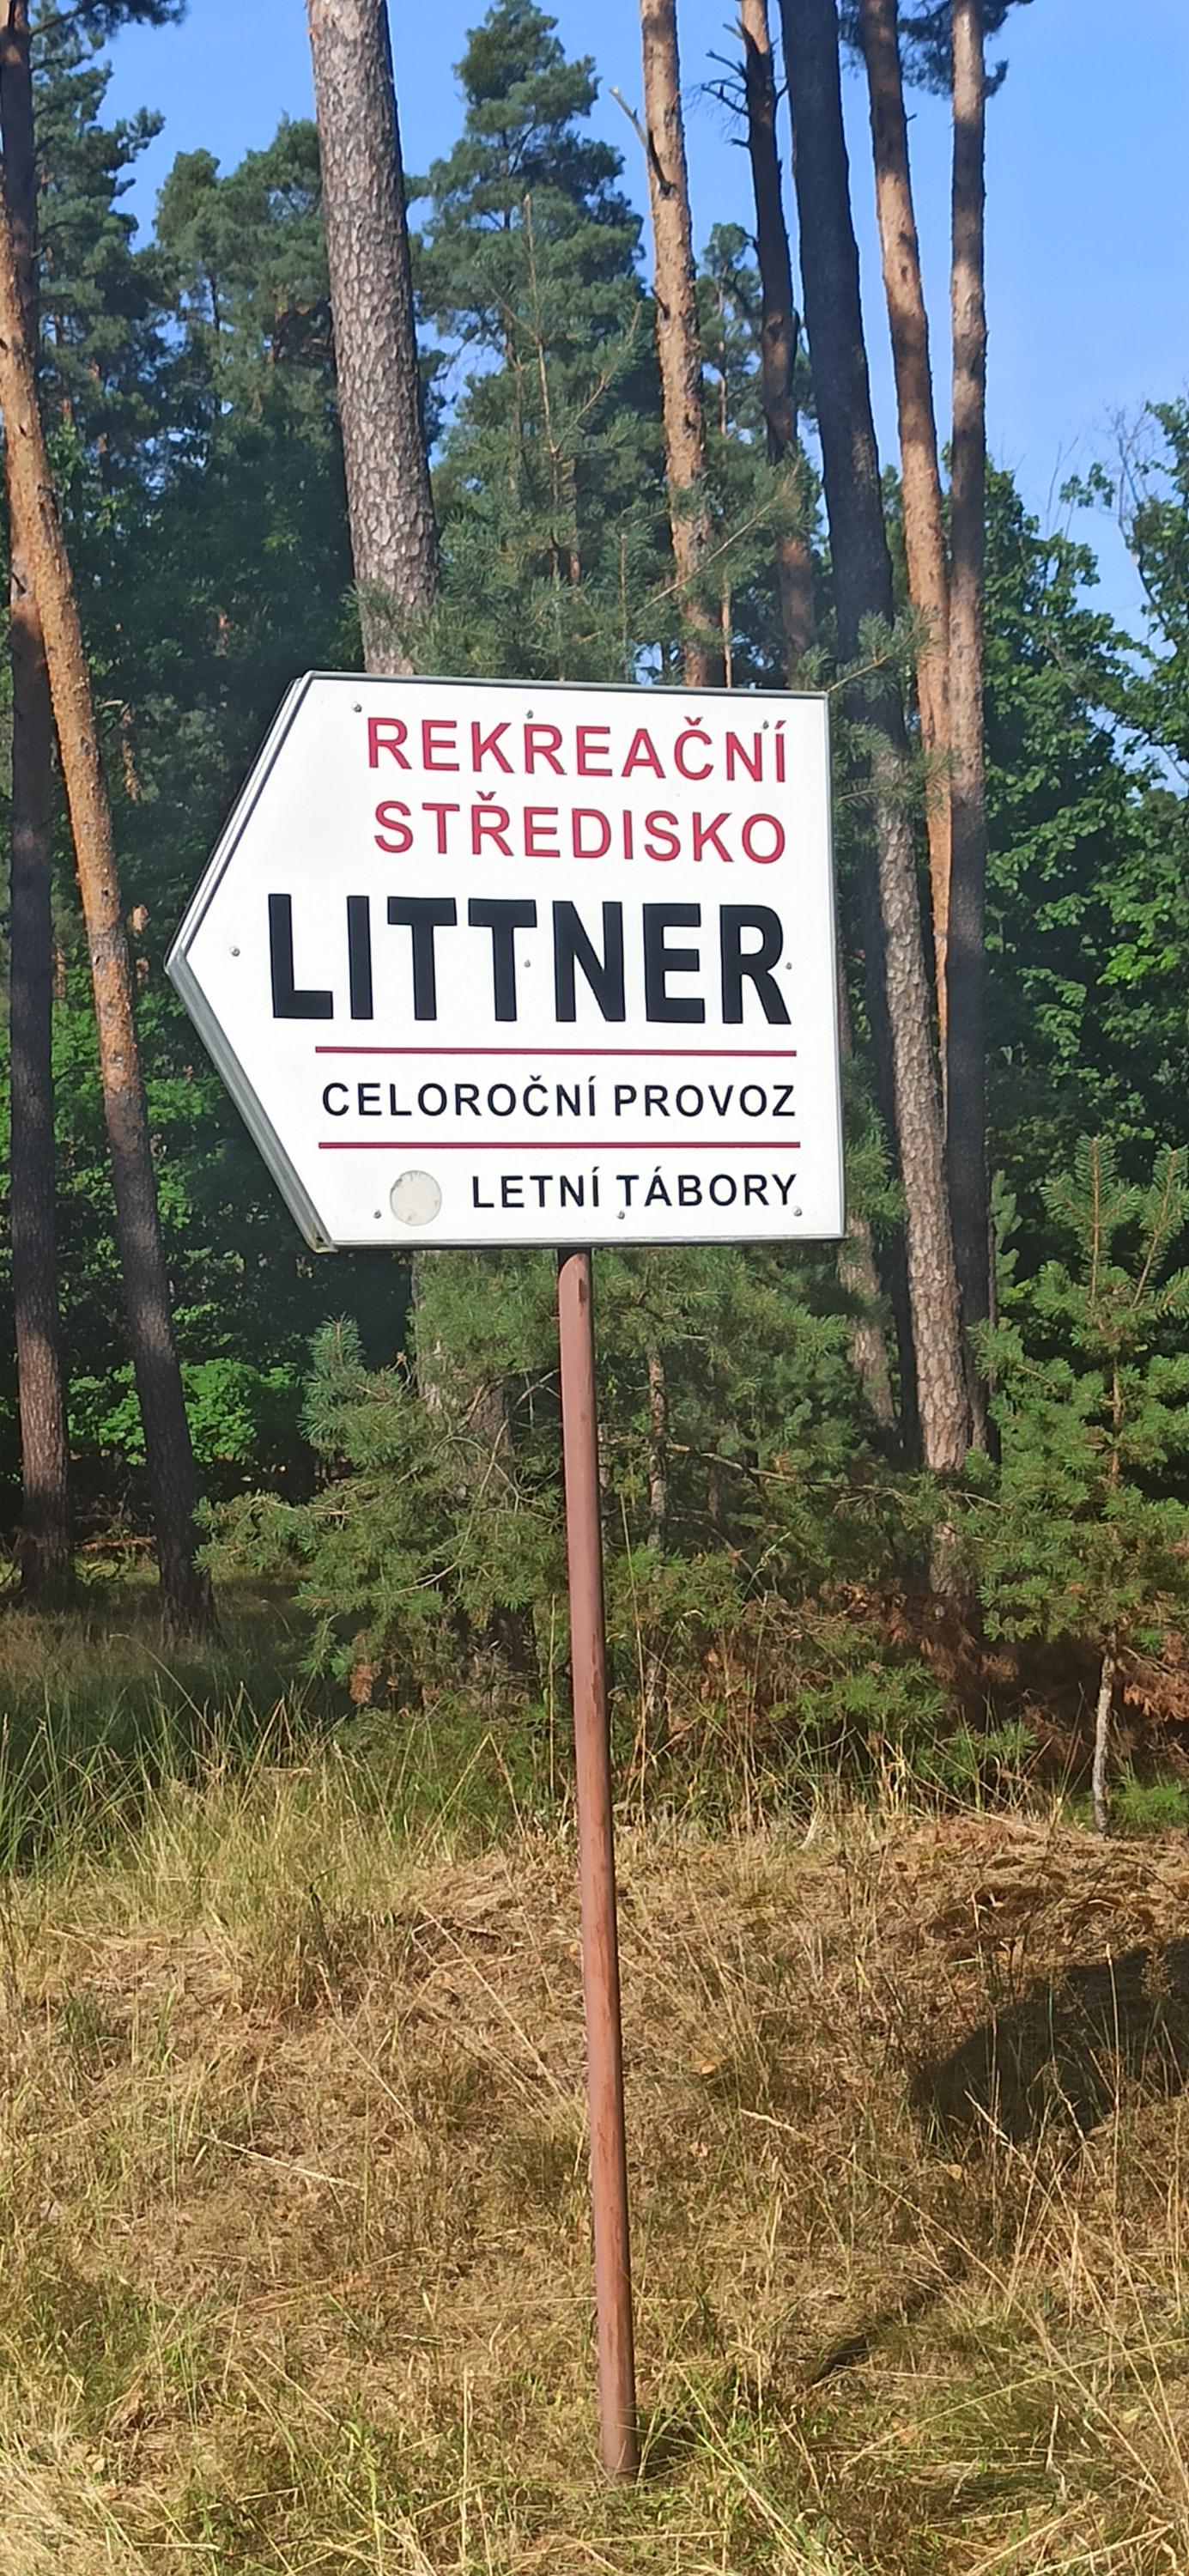 REKREAČNÍ
STŘEDISKO
LITTNER
CELOROČNÍ PROVOZ
LETNÍ TÁBORY